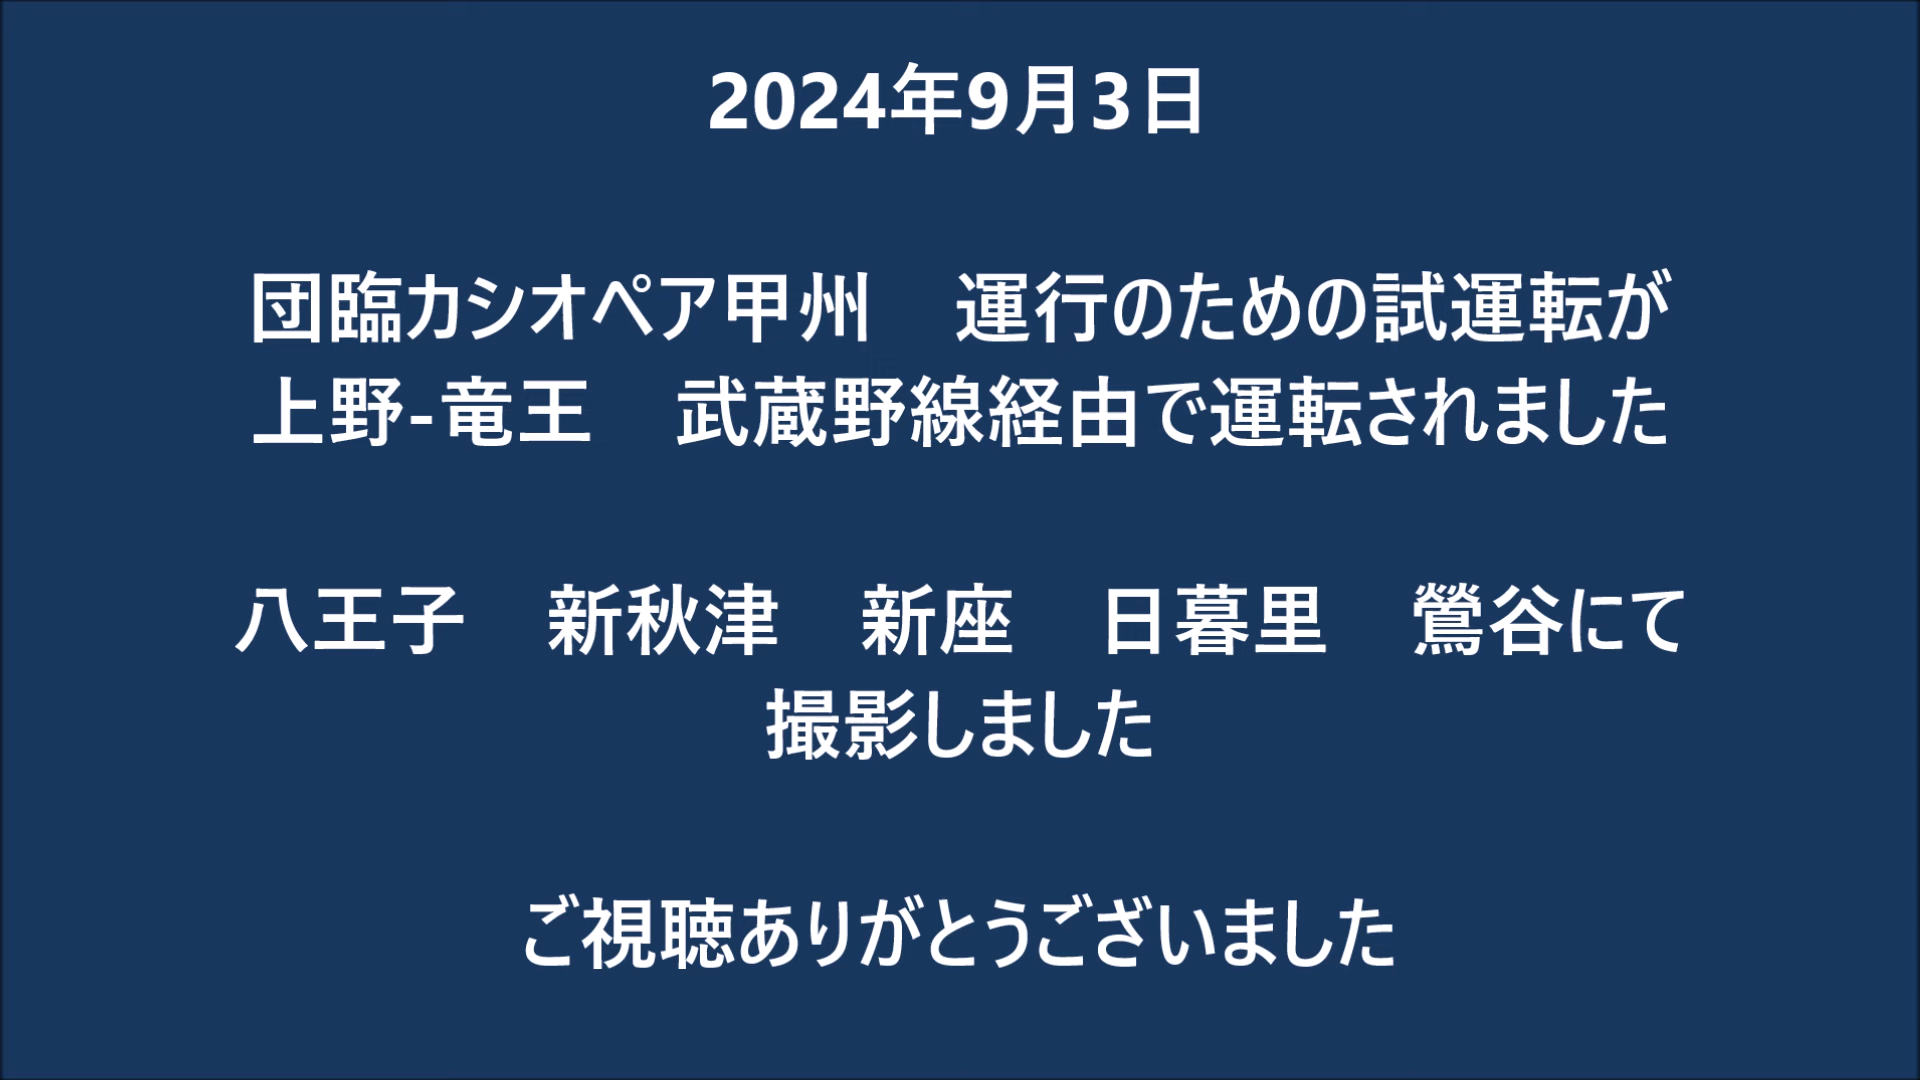 2024年9月3日
団臨カシオペア甲州　運行のための試運転が
上野-竜王　武蔵野線経由で運転されました
八王子　新秋津　新座　日暮里　鶯谷にて
撮影しました
ご視聴ありがとうございました